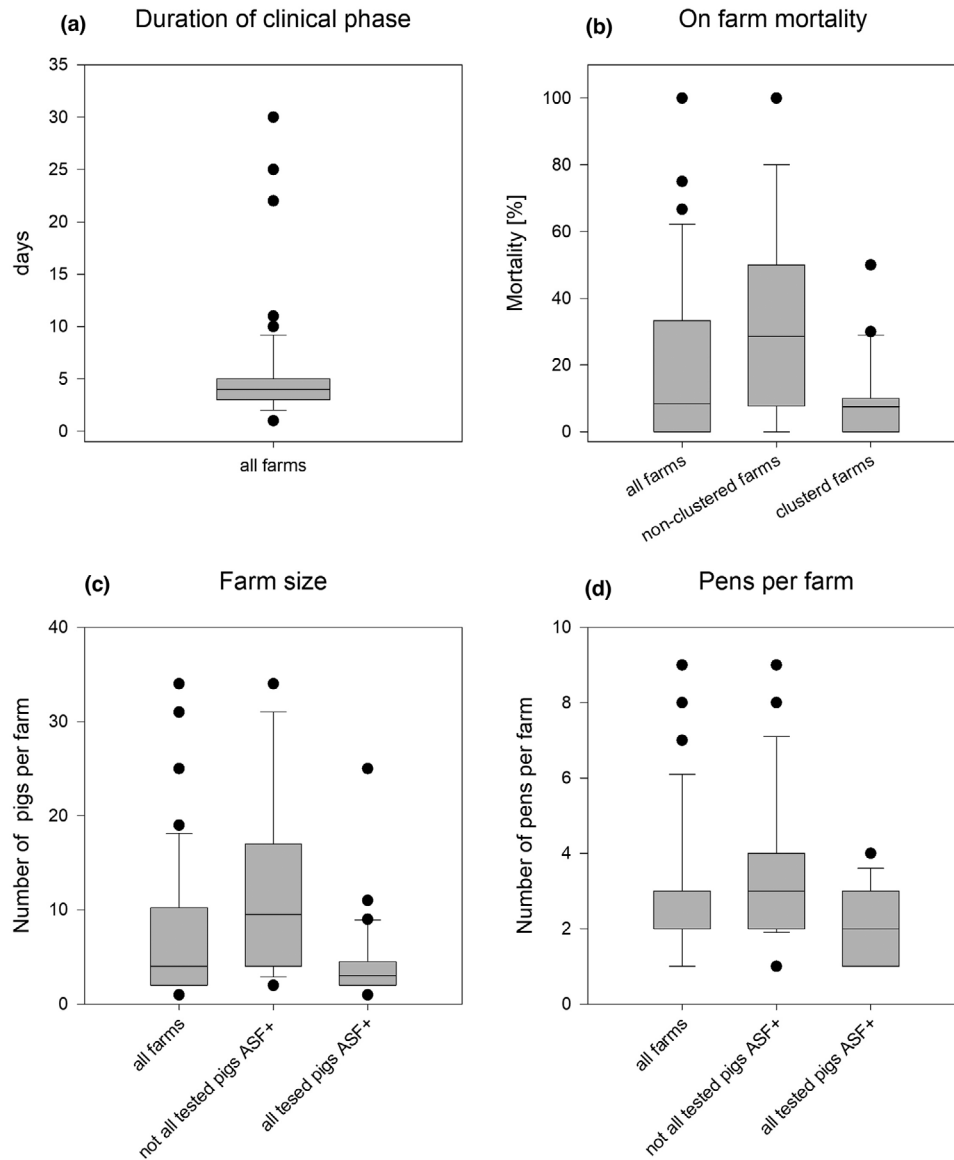 (a) Duration of clinical phase
days
35
30
25
20
15
10
5
0
all farms
(b) On farm mortality
Mortality [%]
100
80
60
40
20
0
all farms
non-clustered farms
clusterd farms
(c) Farm size
Number of pigs per farm
40
30
20
10
0
all farms
not all tested pigs ASF+
all tesed pigs ASF+
(d) Pens per farm
Number of pens per farm
10
8
6
4
2
0
all farms
not all tested pigs ASF+
all tested pigs ASF+